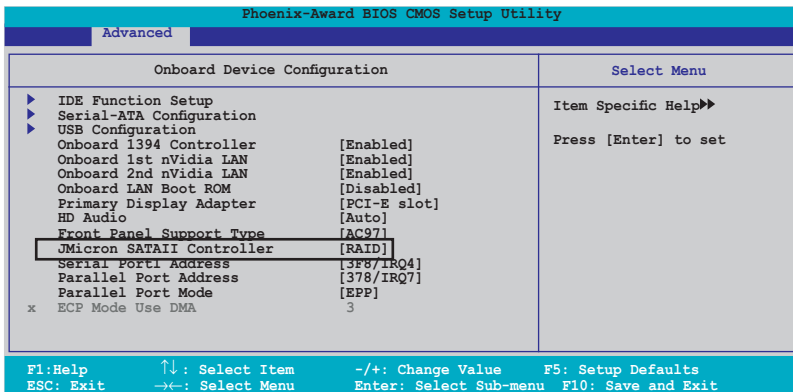 Phoenix-Award BIOS CMOS Setup Utility
Advanced
Onboard Device Configuration
Select Menu
IDE Function Setup
Serial-ATA Configuration
USB Configuration
Onboard 1394 Controller [Enabled]
Onboard 1st nVidia LAN [Enabled]
Onboard 2nd nVidia LAN [Enabled]
Onboard LAN Boot ROM [Disabled]
Primary Display Adapter [PCI-E slot]
HD Audio [Auto]
Front Panel Support Type [AC97]
JMicron SATAII Controller [RAID]
Serial Port1 Address [3F8/IRQ4]
Parallel Port Address [378/IRQ7]
Parallel Port Mode [EPP]
x ECP Mode Use DMA 3
Item Specific Help
Press [Enter] to set
F1:Help ↑↓: Select Item -/+: Change Value F5: Setup Defaults
ESC: Exit →←: Select Menu Enter: Select Sub-menu F10: Save and Exit